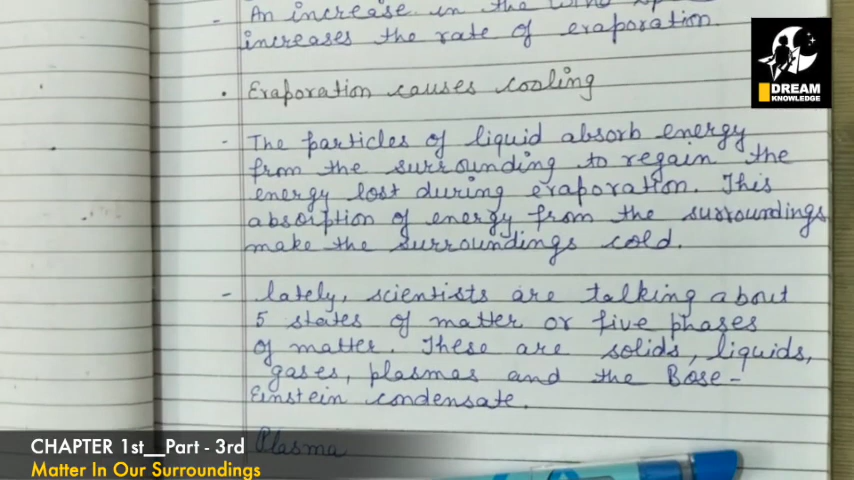 - An increase in the wind
increases the rate of evaporation.
• Evaporation causes cooling
- The particles of liquid absorb energy
from the surrounding to regain the
energy lost during evaporation. This
absorption of energy from the surroundings
make the surroundings cold.
- lately, scientists are talking about
5 states of matter or five phases
of matter. These are solids, liquids,
gases, plasmas and the Bose-
Einstein condensate.
Plasma
DREAM
KNOWLEDGE
CHAPTER 1st__Part - 3rd
Matter In Our Surroundings